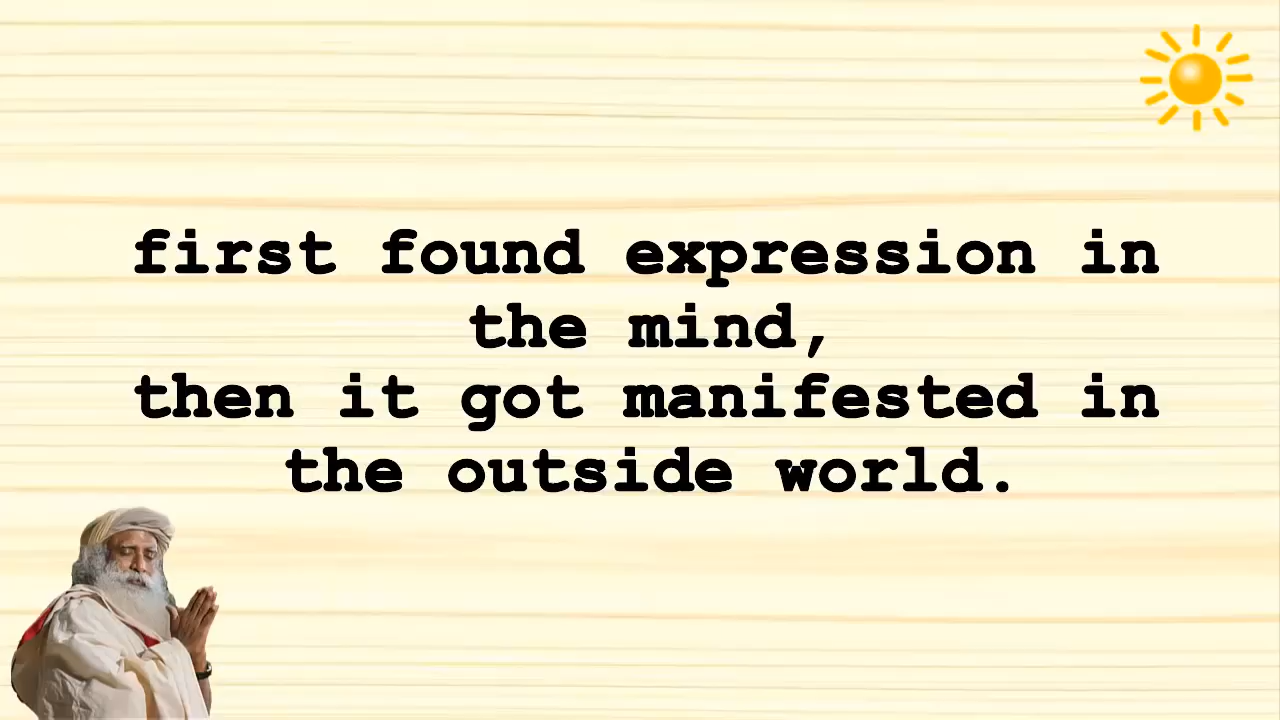 first found expression in
the mind,
then it got manifested in
the outside world.